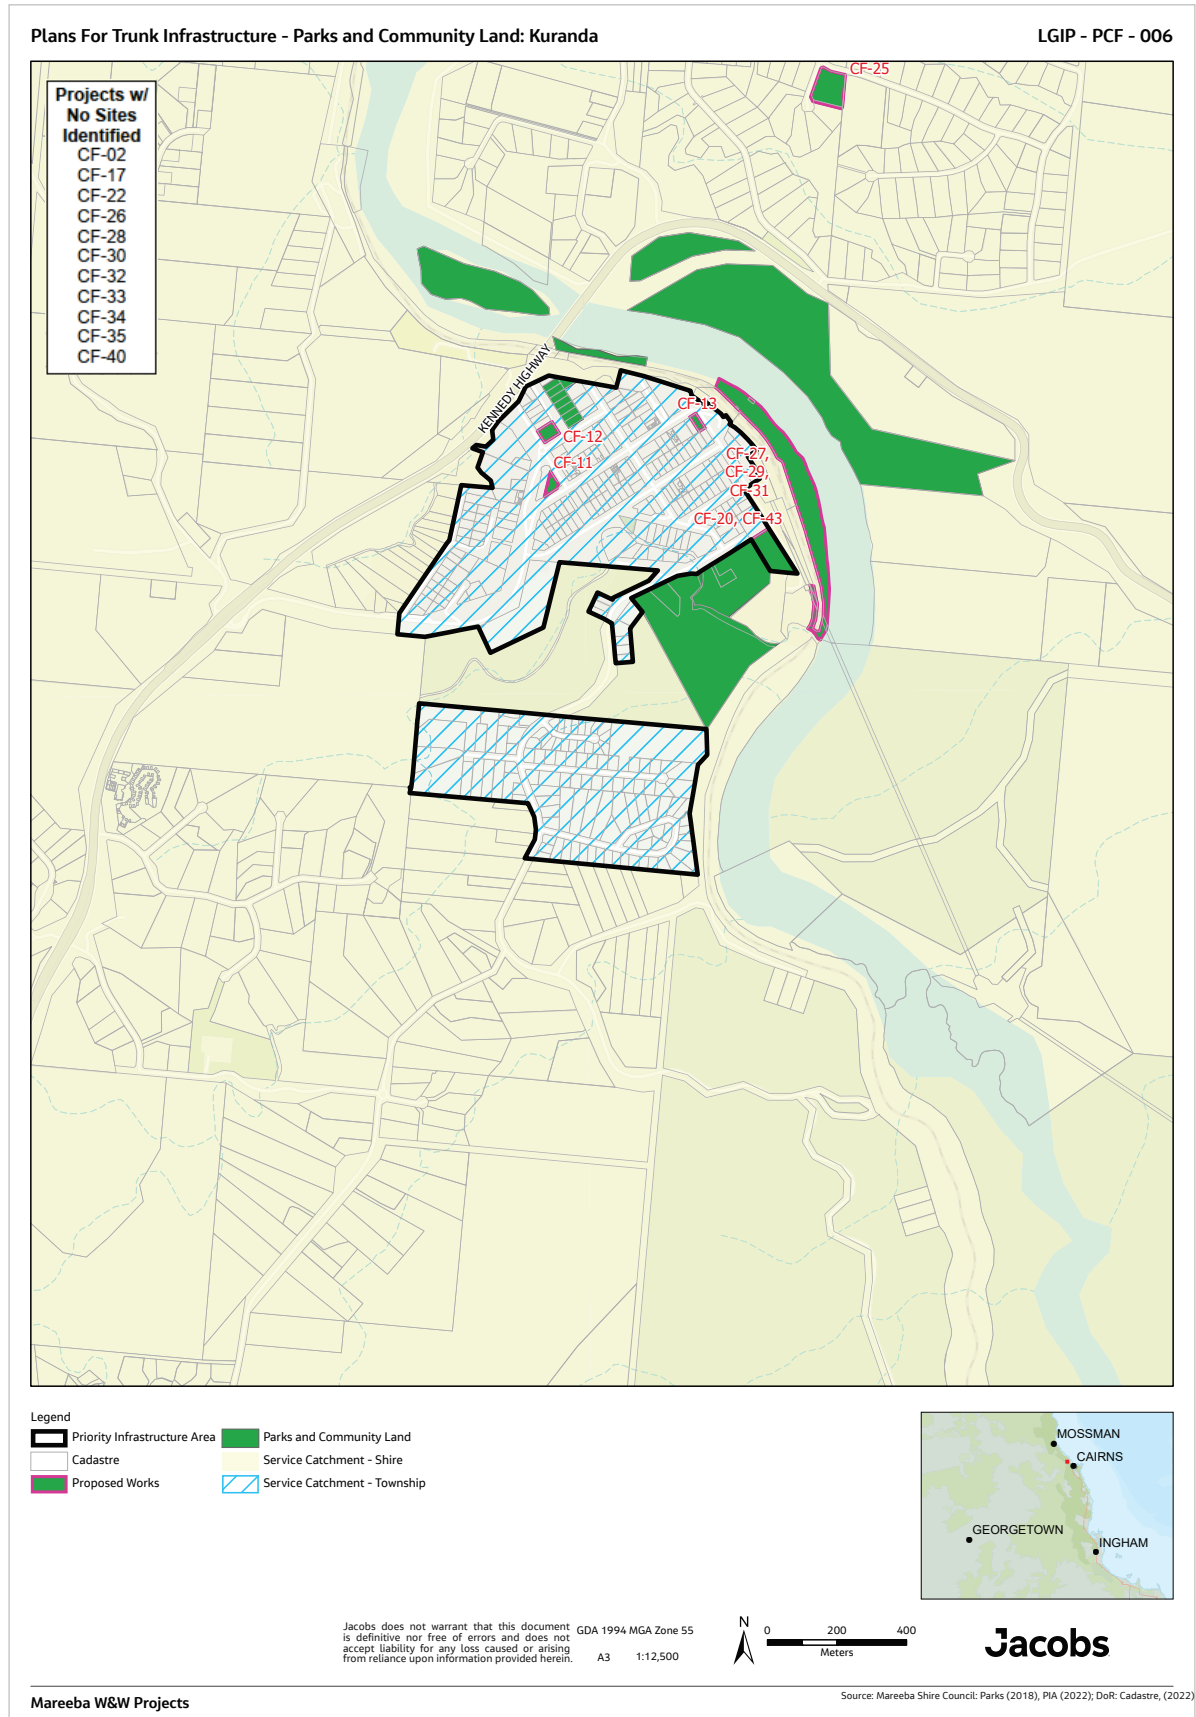 Plans For Trunk Infrastructure - Parks and Community Land: Kuranda
LGIP - PCF - 006
Projects w/
No Sites
Identified
CF-02
CF-17
CF-22
CF-26
CF-28
CF-30
CF-32
CF-33
CF-34
CF-35
CF-40
CF-25
KENNEDY HIGHWAY
CF-13
CF-12
CF-11
CF-27,
CF-29,
CF-31
CF-20, CF-43
Legend
Priority Infrastructure Area
Cadastre
Proposed Works
Parks and Community Land
Service Catchment - Shire
Service Catchment - Township
MOSSMAN
CAIRNS
GEORGETOWN
INGHAM
Jacobs does not warrant that this document
is definitive nor free of errors and does not
accept liability for any loss caused or arising
from reliance upon information provided herein.
GDA 1994 MGA Zone 55
A3 1:12,500
N
0 200 400
Meters
Jacobs
Mareeba W&W Projects
Source: Mareeba Shire Council: Parks (2018), PIA (2022); DoR: Cadastre, (2022)